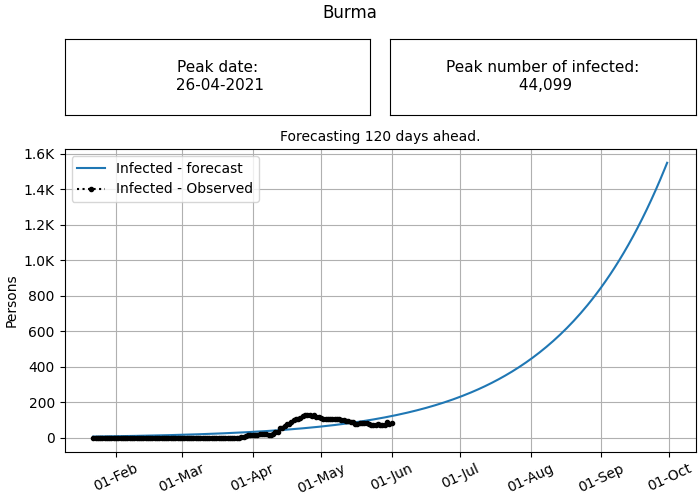 Burma
Peak date:
26-04-2021
Peak number of infected:
44,099
Forecasting 120 days ahead.
Infected - forecast
Infected - Observed
Persons
1.6K
1.4K
1.2K
1.0K
800
600
400
200
0
01-Feb
01-Mar
01-Apr
01-May
01-Jun
01-Jul
01-Aug
01-Sep
01-Oct